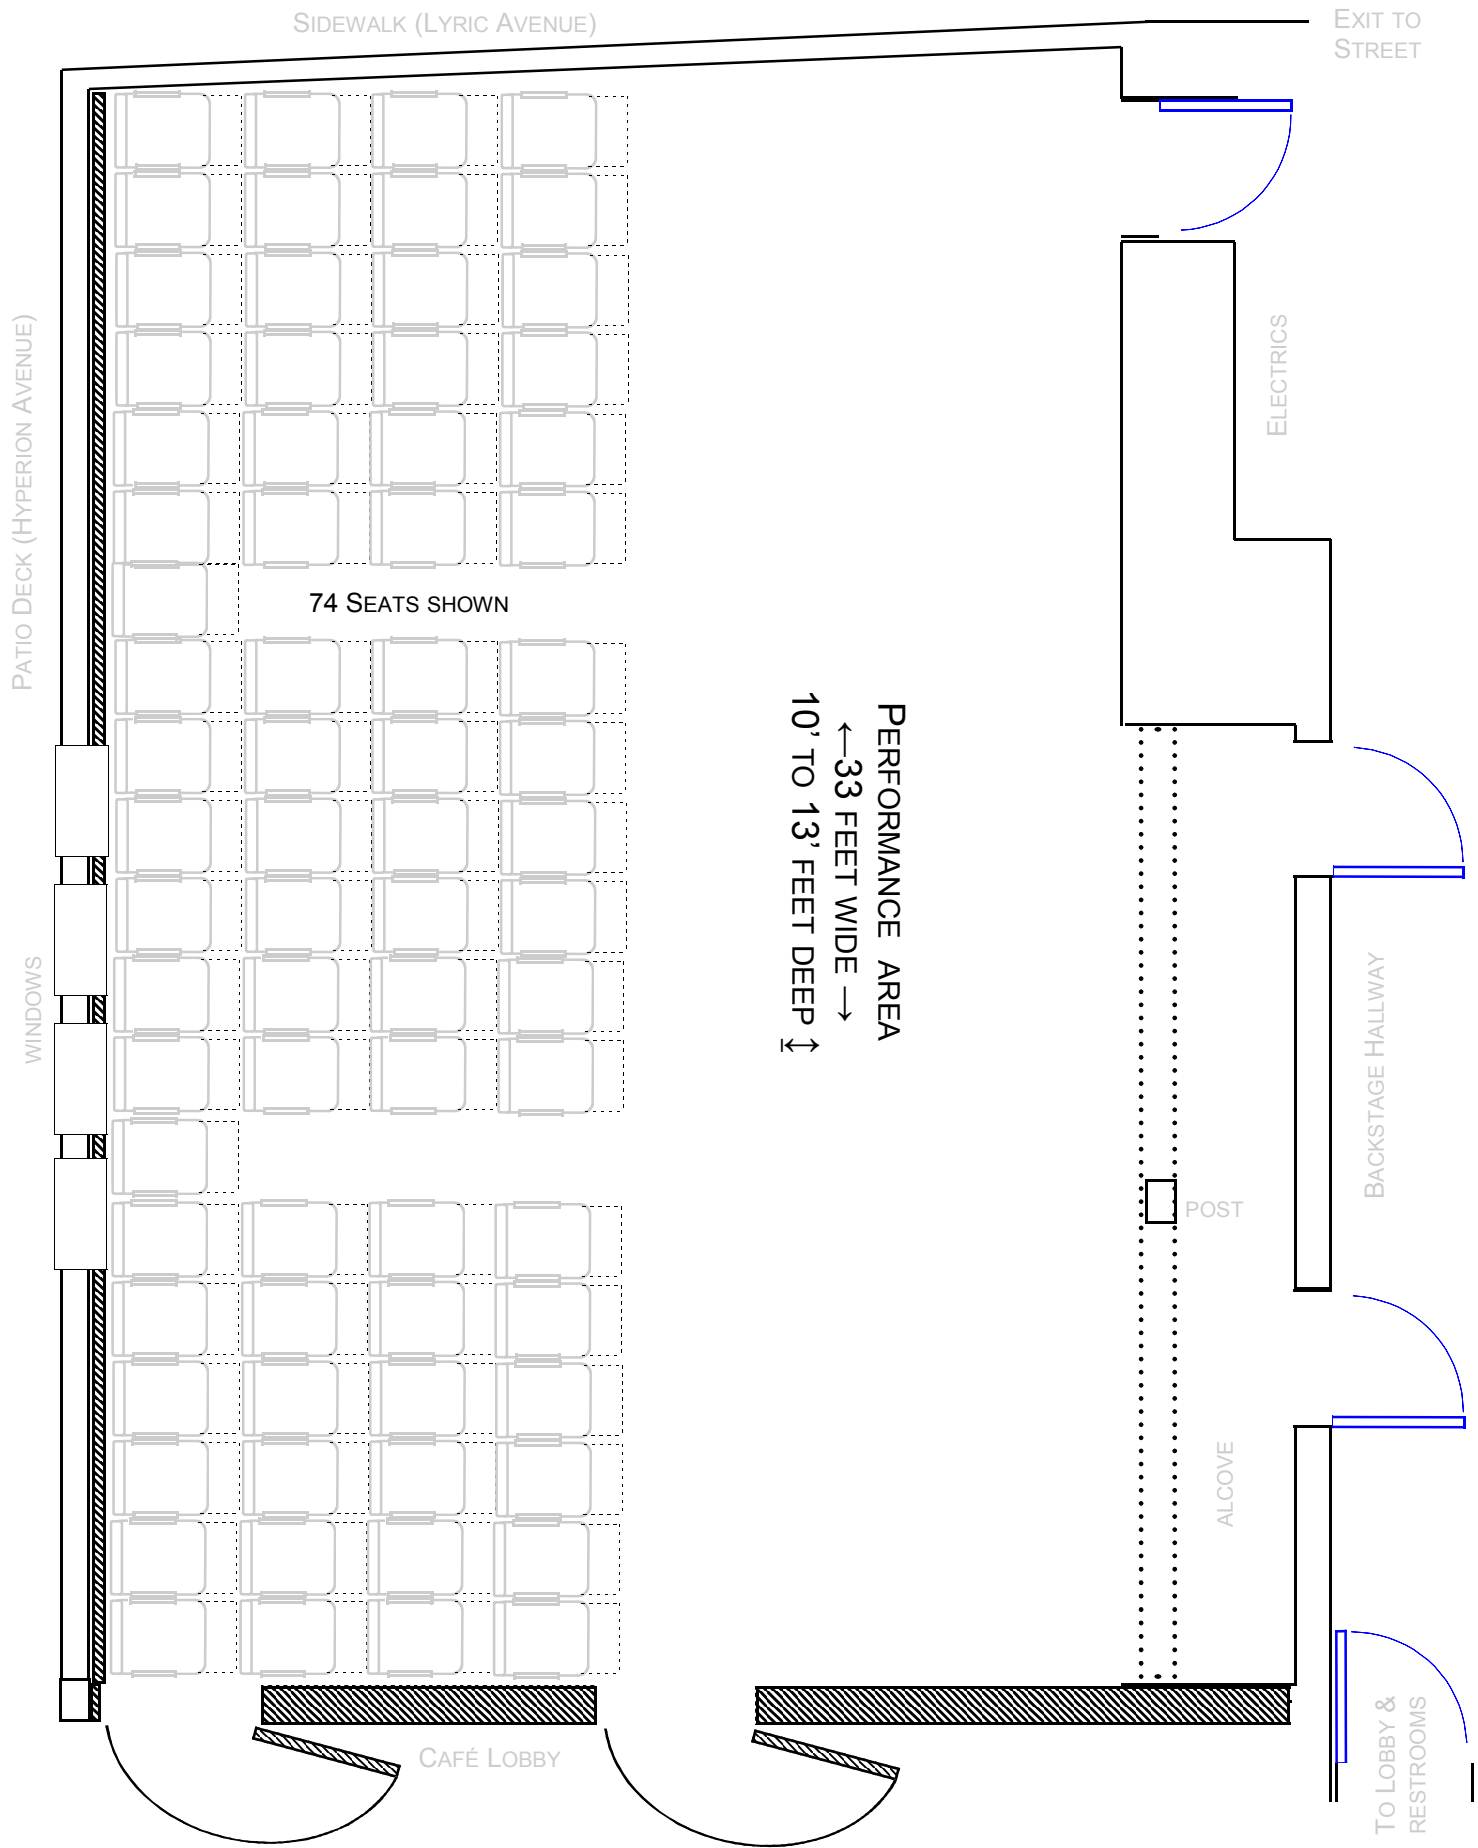 SIDEWALK (LYRIC AVENUE)
EXIT TO
STREET
PATIO DECK (HYPERION AVENUE)
ELECTRICS
74 SEATS SHOWN
PERFORMANCE AREA
←33 FEET WIDE →
10’ TO 13’ FEET DEEP ↨
WINDOWS
BACKSTAGE HALLWAY
POST
ALCOVE
CAFÉ LOBBY
TO LOBBY &
RESTROOMS